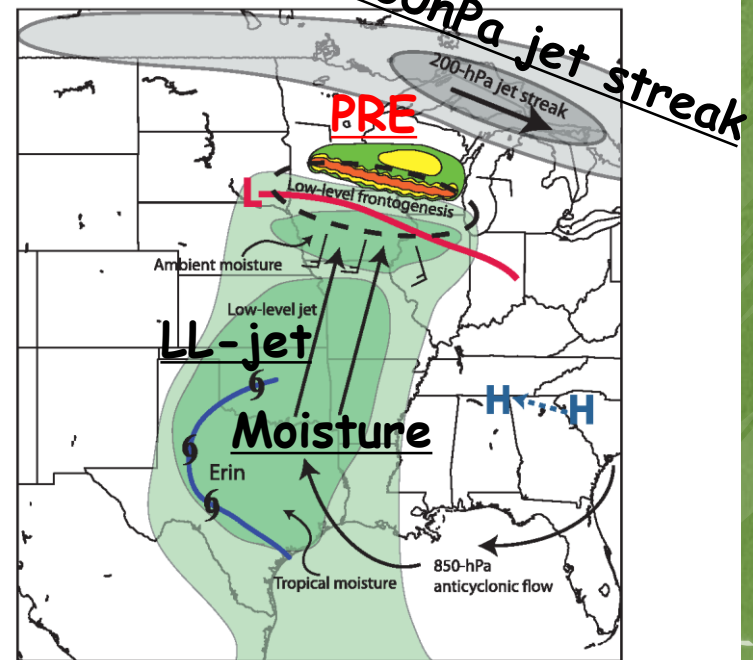 0hPa jet streak
200-hPa jet streak
PRE
L
Low-level frontogenesis
Ambient moisture
Low-level jet
LL-jet
H H
Moisture
Erin
850-hPa
anticyclonic flow
Tropical moisture